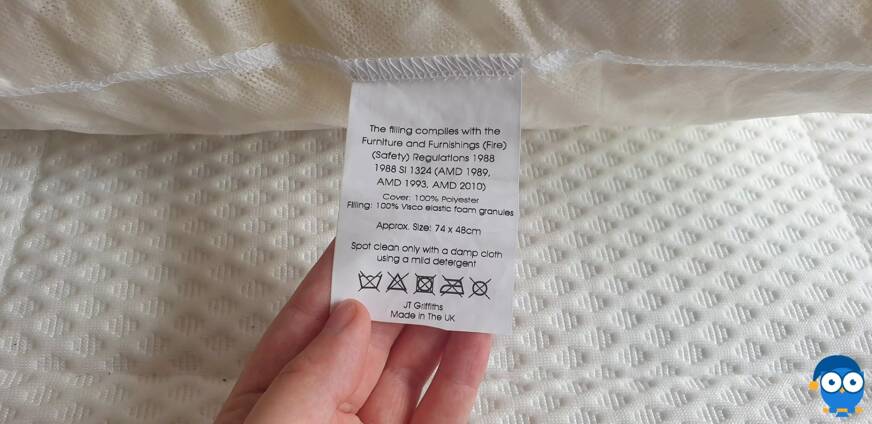 The filling complies with the
Furniture and Furnishings (Fire)
(Safety) Regulations 1988
1988 SI 1324 (AMD 1989,
AMD 1993, AMD 2010)
Cover: 100% Polyester
Filling: 100% Visco elastic foam granules
Approx. Size: 74 x 48cm
Spot clean only with a damp cloth
using a mild detergent
JT Griffiths
Made in The UK